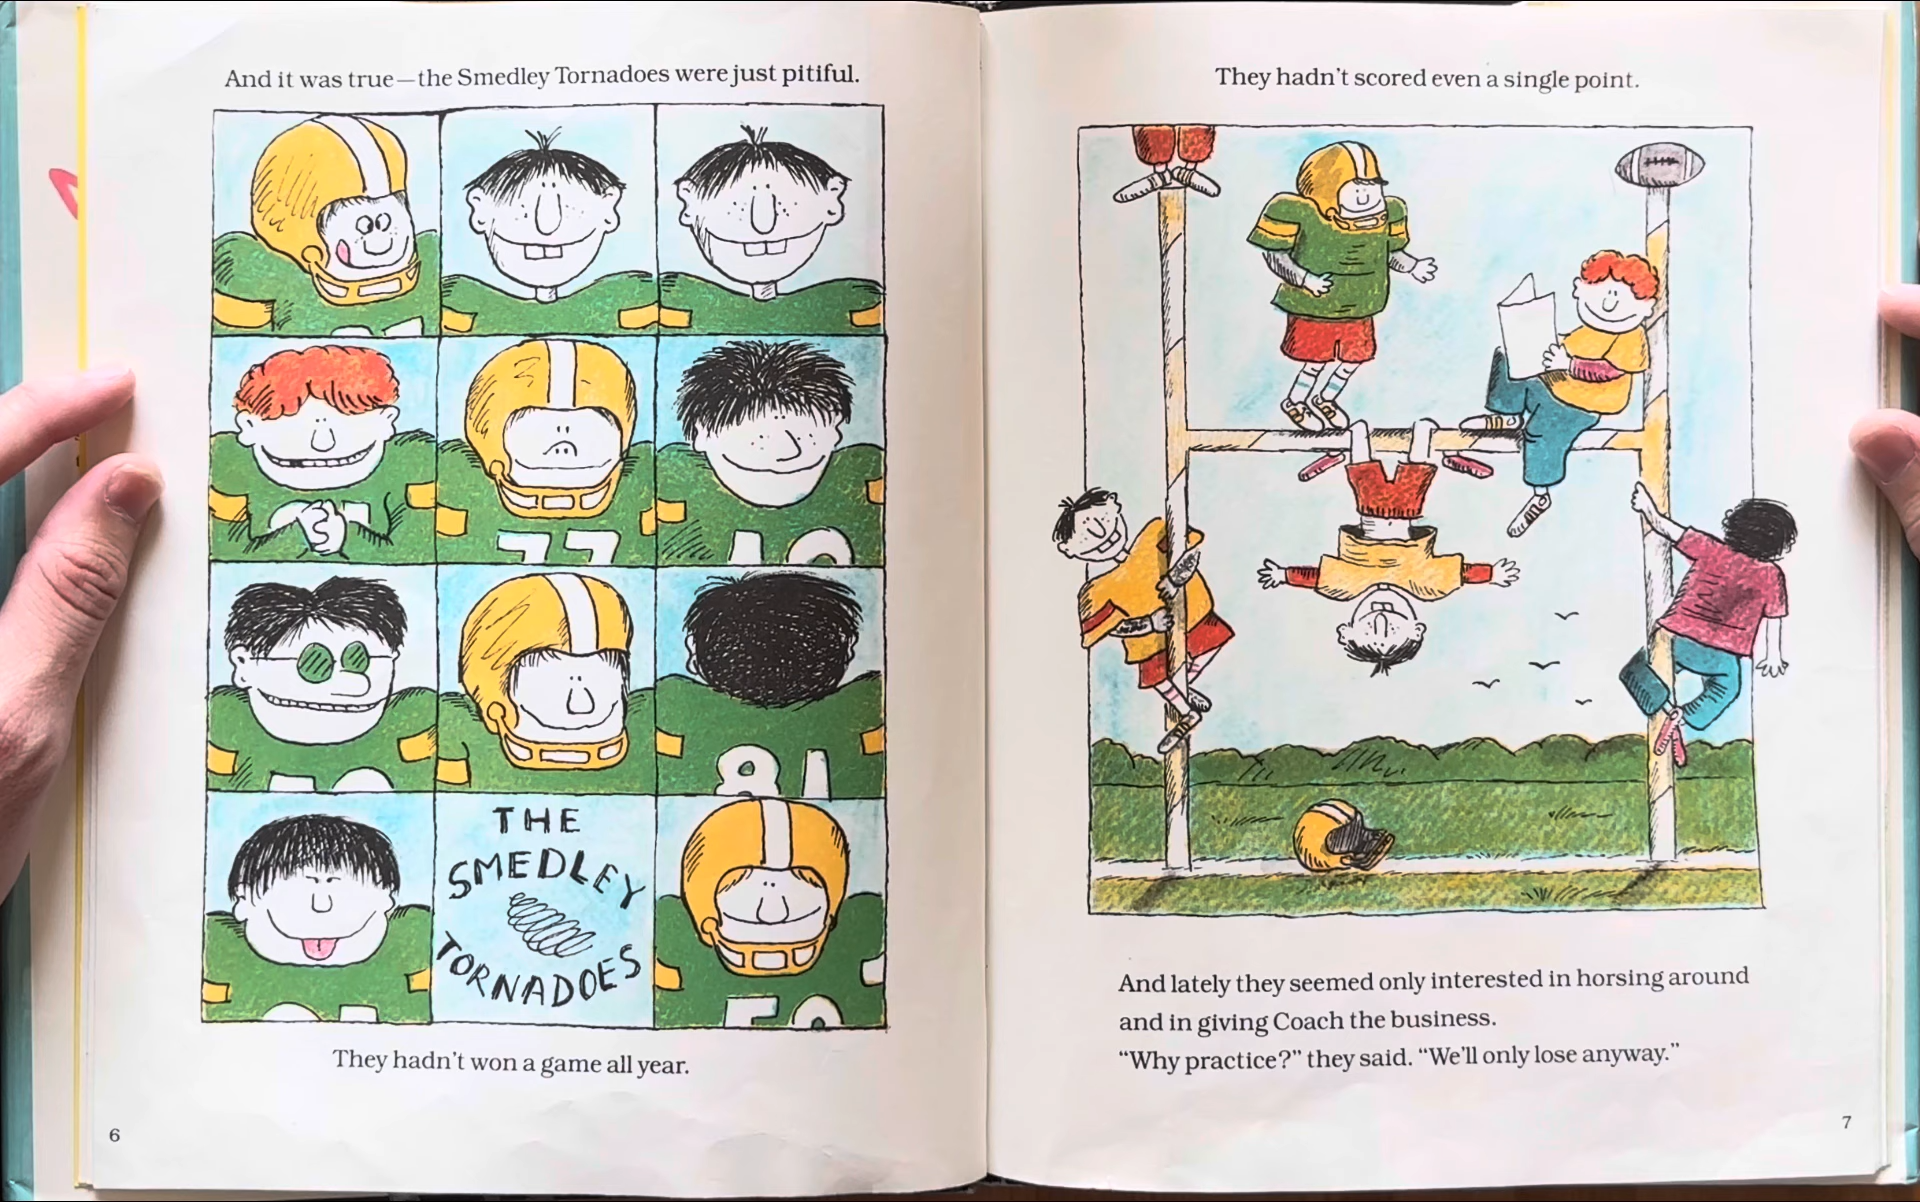 And it was true—the Smedley Tornadoes were just pitiful.
77
81
THE
SMEDLEY
TORNADOES
They hadn't won a game all year.
6
They hadn't scored even a single point.
And lately they seemed only interested in horsing around
and in giving Coach the business.
“Why practice?” they said. “We'll only lose anyway.”
7